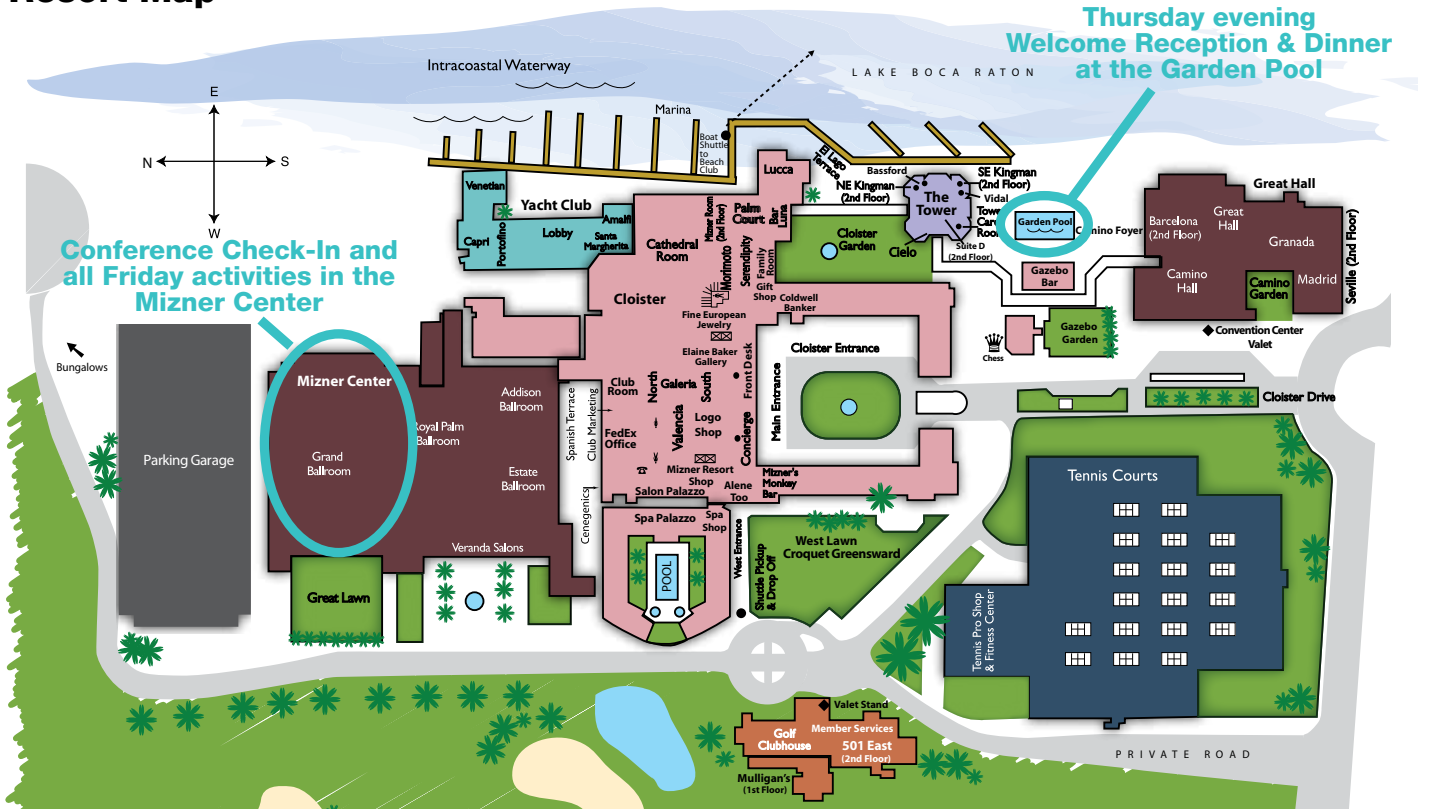 Resort Map
Thursday evening
Welcome Reception & Dinner
at the Garden Pool
Intracoastal Waterway
LAKE BOCA RATON
E
N
S
W
Marina
Boat
Shuttle
to
Beach
Club
El Lago
Terrace
Lucca
Bassford
NE Kingman
(2nd Floor)
SE Kingman
(2nd Floor)
Vidal
The
Tower
Cielo
Suite D
(2nd Floor)
Garden Pool
Great Hall
Barcelona
(2nd Floor)
Great
Hall
Granada
Camino
Hall
Camino
Garden
Madrid
Seville (2nd Floor)
Venetian
Yacht Club
Amalfi
Capri
Portofino
Lobby
Santa
Margherita
Conference Check-In and
all Friday activities in the
Mizner Center
Cathedral
Room
Mizner Room
(2nd Floor)
Palm
Court
Bar
Luna
Morimoto
Serendipity
Family
Room
Cloister
Garden
Gift
Shop
Coldwell
Banker
Gazebo
Bar
Gazebo
Garden
Chess
Convention Center
Valet
Cloister
Fine European
Jewelry
Elaine Baker
Gallery
Cloister Entrance
Front Desk
Main Entrance
Cloister Drive
Bungalows
Parking Garage
Mizner Center
Grand
Ballroom
Royal Palm
Ballroom
Addison
Ballroom
Estate
Ballroom
Veranda Salons
Great Lawn
Spanish Terrace
Club Marketing
Cenegenics
Club
Room
North
Galeria
South
FedEx
Office
Valencia
Logo
Shop
Concierge
Mizner Resort
Shop
Salon Palazzo
Alene
Too
Mizner's
Monkey
Bar
Spa Palazzo
Spa
Shop
POOL
West Entrance
Shuttle Pickup
& Drop Off
West Lawn
Croquet Greensward
Tennis Courts
Tennis Pro Shop
& Fitness Center
Valet Stand
Golf
Clubhouse
Member Services
501 East
(2nd Floor)
Mulligan's
(1st Floor)
PRIVATE ROAD